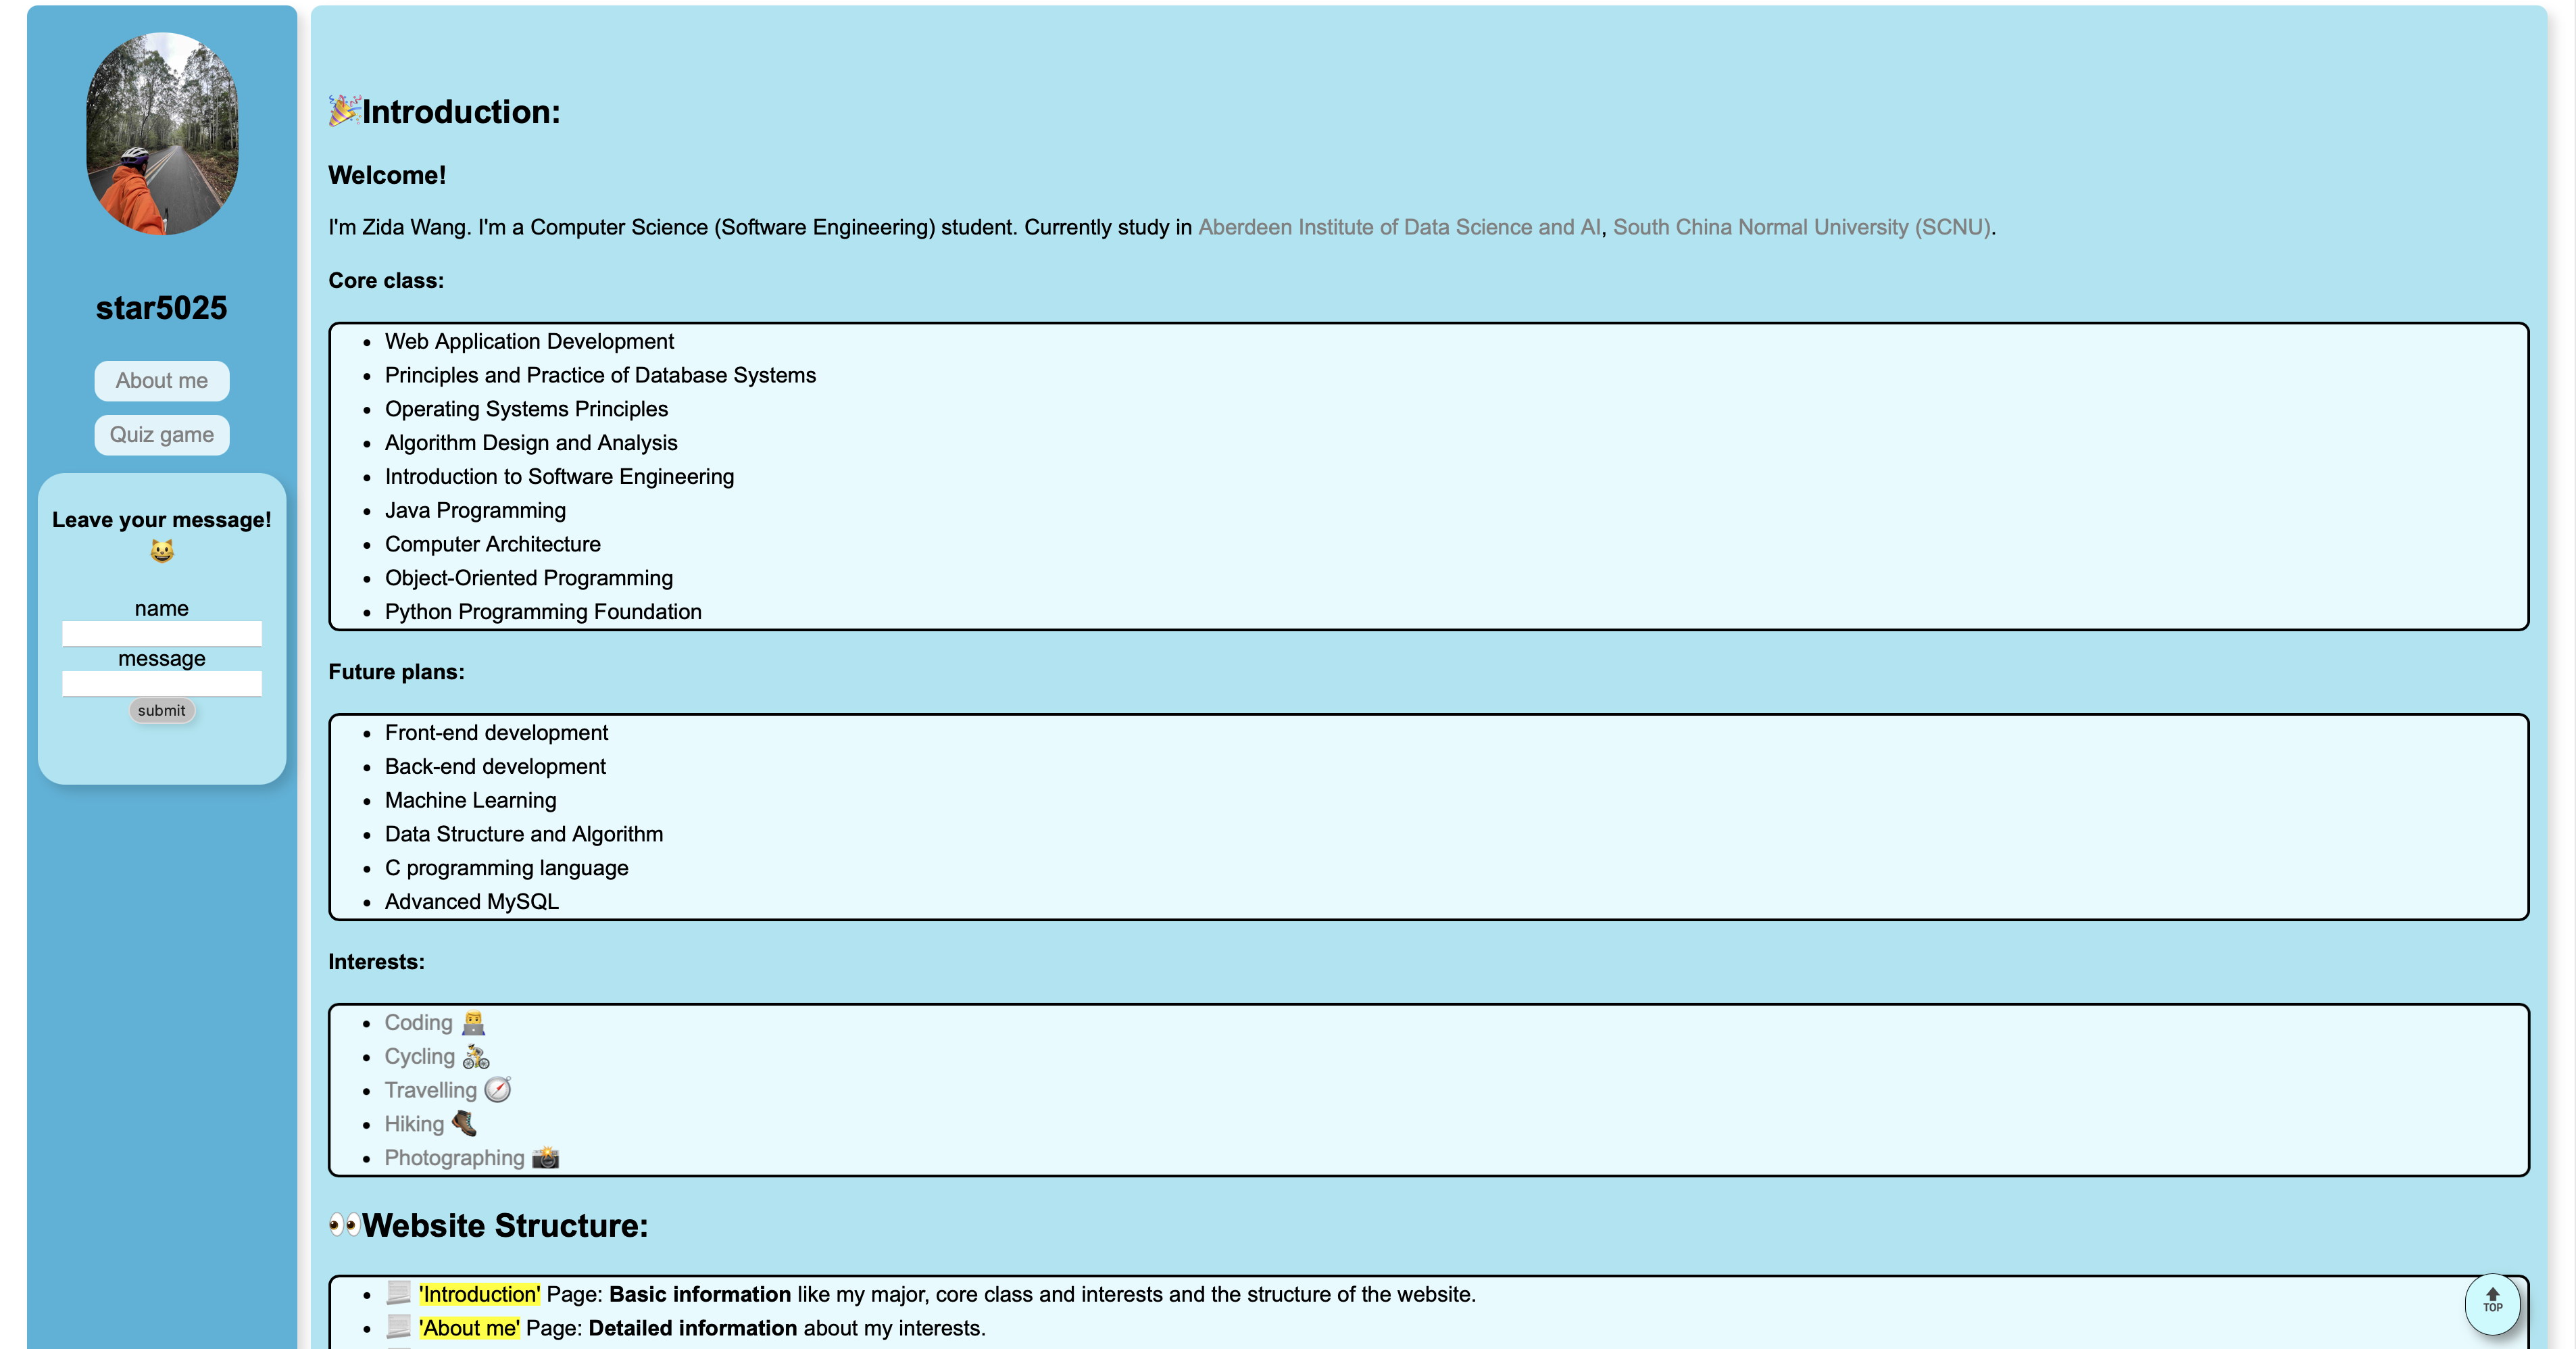 star5025
About me
Quiz game
Leave your message!
😺
name
message
submit
🎉Introduction:
Welcome!
I'm Zida Wang. I'm a Computer Science (Software Engineering) student. Currently study in Aberdeen Institute of Data Science and AI, South China Normal University (SCNU).
Core class:
• Web Application Development
• Principles and Practice of Database Systems
• Operating Systems Principles
• Algorithm Design and Analysis
• Introduction to Software Engineering
• Java Programming
• Computer Architecture
• Object-Oriented Programming
• Python Programming Foundation
Future plans:
• Front-end development
• Back-end development
• Machine Learning
• Data Structure and Algorithm
• C programming language
• Advanced MySQL
Interests:
• Coding 👨‍💻
• Cycling 🚴
• Travelling 🧭
• Hiking 🥾
• Photographing 📸
👀Website Structure:
• 'Introduction' Page: Basic information like my major, core class and interests and the structure of the website.
• 'About me' Page: Detailed information about my interests.
TOP